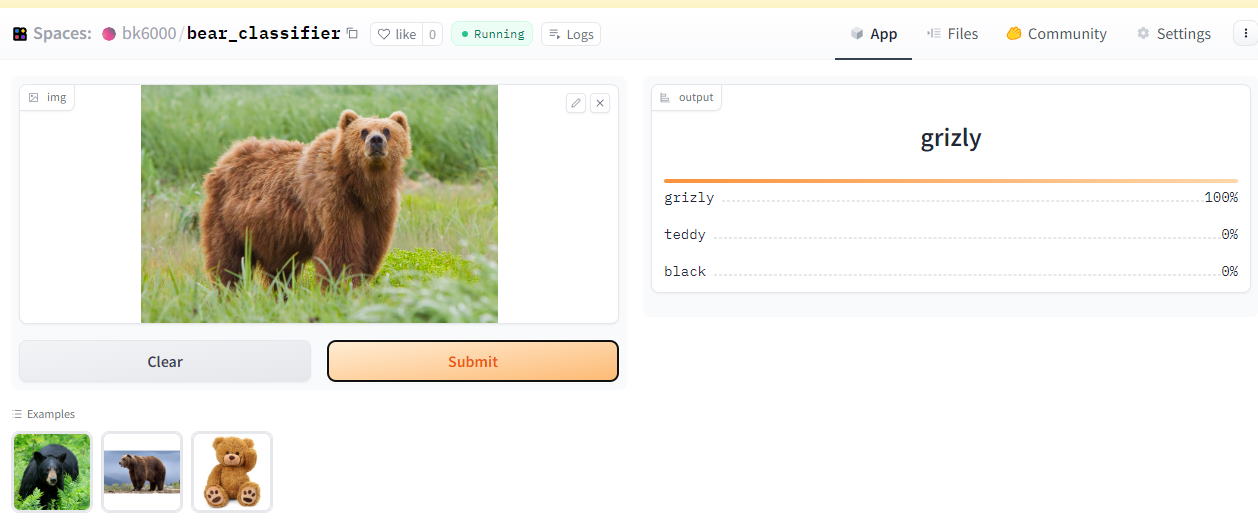 Spaces: bk6000/bear_classifier like 0 Running Logs App Files Community Settings
img
output
grizly
grizly 100%
teddy 0%
black 0%
Clear Submit
Examples